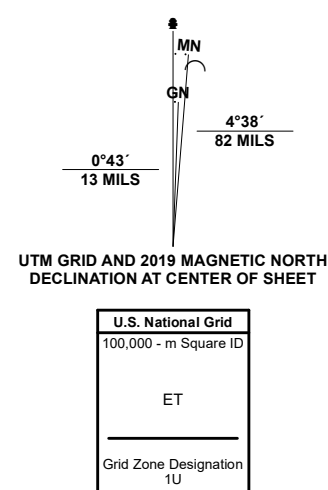 MN
GN
4°38´
82 MILS
0°43´
13 MILS
UTM GRID AND 2019 MAGNETIC NORTH
DECLINATION AT CENTER OF SHEET
U.S. National Grid
100,000 - m Square ID
ET
Grid Zone Designation
1U